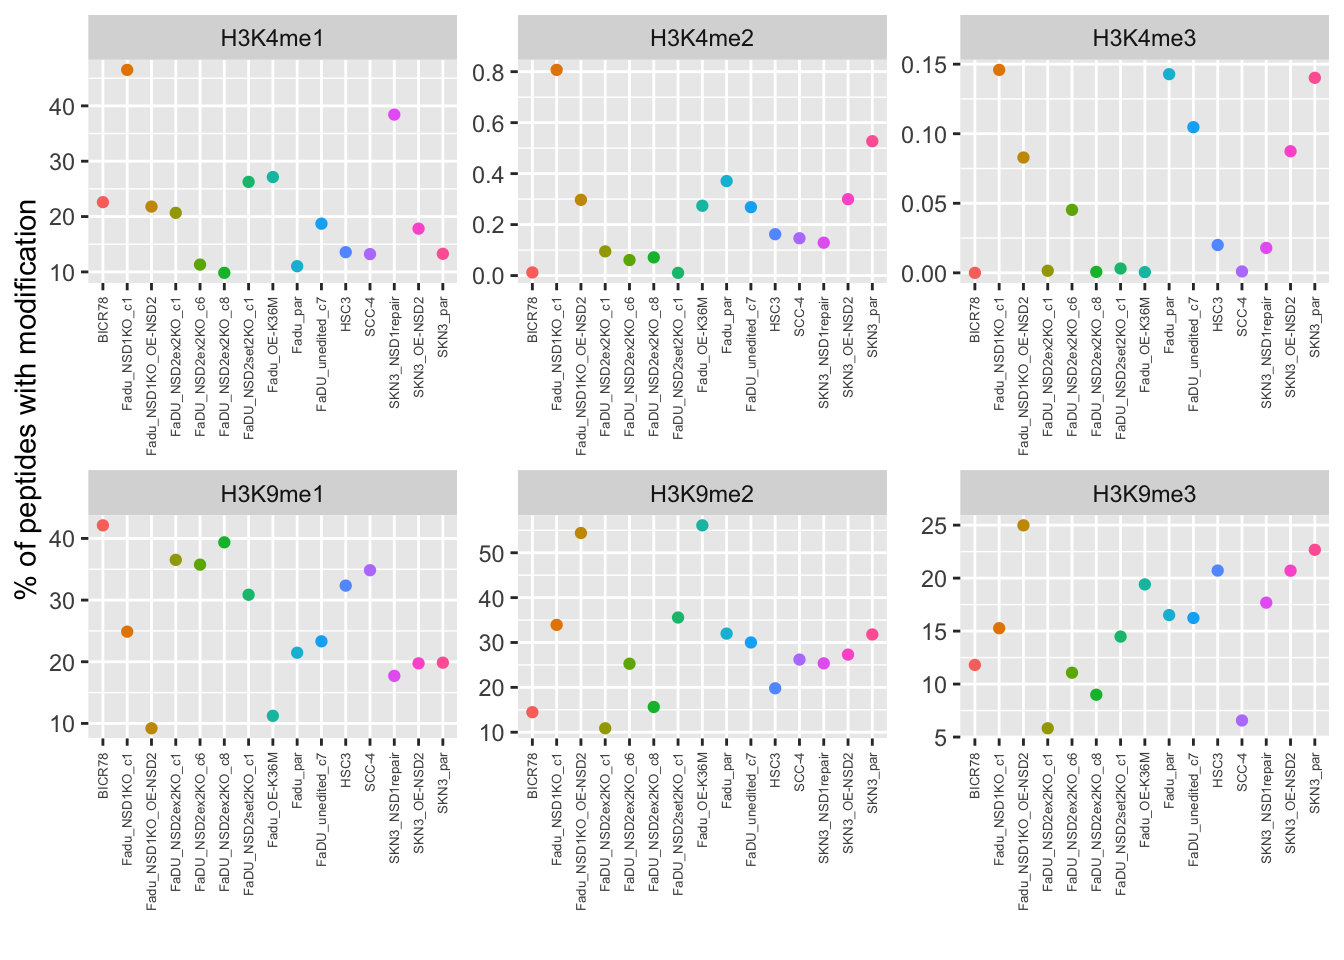 H3K4me1
H3K4me2
H3K4me3
% of peptides with modification
40
30
20
10
0.8
0.6
0.4
0.2
0.0
0.15
0.10
0.05
0.00
BICR78
Fadu_NSD1KO_c1
Fadu_NSD1KO_OE-NSD2
FaDU_NSD2ex2KO_c1
FaDU_NSD2ex2KO_c6
FaDU_NSD2ex2KO_c8
FaDU_NSD2set2KO_c1
Fadu_OE-K36M
Fadu_par
FaDU_unedited_c7
HSC3
SCC-4
SKN3_NSD1repair
SKN3_OE-NSD2
SKN3_par
BICR78
Fadu_NSD1KO_c1
Fadu_NSD1KO_OE-NSD2
FaDU_NSD2ex2KO_c1
FaDU_NSD2ex2KO_c6
FaDU_NSD2ex2KO_c8
FaDU_NSD2set2KO_c1
Fadu_OE-K36M
Fadu_par
FaDU_unedited_c7
HSC3
SCC-4
SKN3_NSD1repair
SKN3_OE-NSD2
SKN3_par
BICR78
Fadu_NSD1KO_c1
Fadu_NSD1KO_OE-NSD2
FaDU_NSD2ex2KO_c1
FaDU_NSD2ex2KO_c6
FaDU_NSD2ex2KO_c8
FaDU_NSD2set2KO_c1
Fadu_OE-K36M
Fadu_par
FaDU_unedited_c7
HSC3
SCC-4
SKN3_NSD1repair
SKN3_OE-NSD2
SKN3_par
H3K9me1
H3K9me2
H3K9me3
40
30
20
10
50
40
30
20
10
25
20
15
10
5
BICR78
Fadu_NSD1KO_c1
Fadu_NSD1KO_OE-NSD2
FaDU_NSD2ex2KO_c1
FaDU_NSD2ex2KO_c6
FaDU_NSD2ex2KO_c8
FaDU_NSD2set2KO_c1
Fadu_OE-K36M
Fadu_par
FaDU_unedited_c7
HSC3
SCC-4
SKN3_NSD1repair
SKN3_OE-NSD2
SKN3_par
BICR78
Fadu_NSD1KO_c1
Fadu_NSD1KO_OE-NSD2
FaDU_NSD2ex2KO_c1
FaDU_NSD2ex2KO_c6
FaDU_NSD2ex2KO_c8
FaDU_NSD2set2KO_c1
Fadu_OE-K36M
Fadu_par
FaDU_unedited_c7
HSC3
SCC-4
SKN3_NSD1repair
SKN3_OE-NSD2
SKN3_par
BICR78
Fadu_NSD1KO_c1
Fadu_NSD1KO_OE-NSD2
FaDU_NSD2ex2KO_c1
FaDU_NSD2ex2KO_c6
FaDU_NSD2ex2KO_c8
FaDU_NSD2set2KO_c1
Fadu_OE-K36M
Fadu_par
FaDU_unedited_c7
HSC3
SCC-4
SKN3_NSD1repair
SKN3_OE-NSD2
SKN3_par